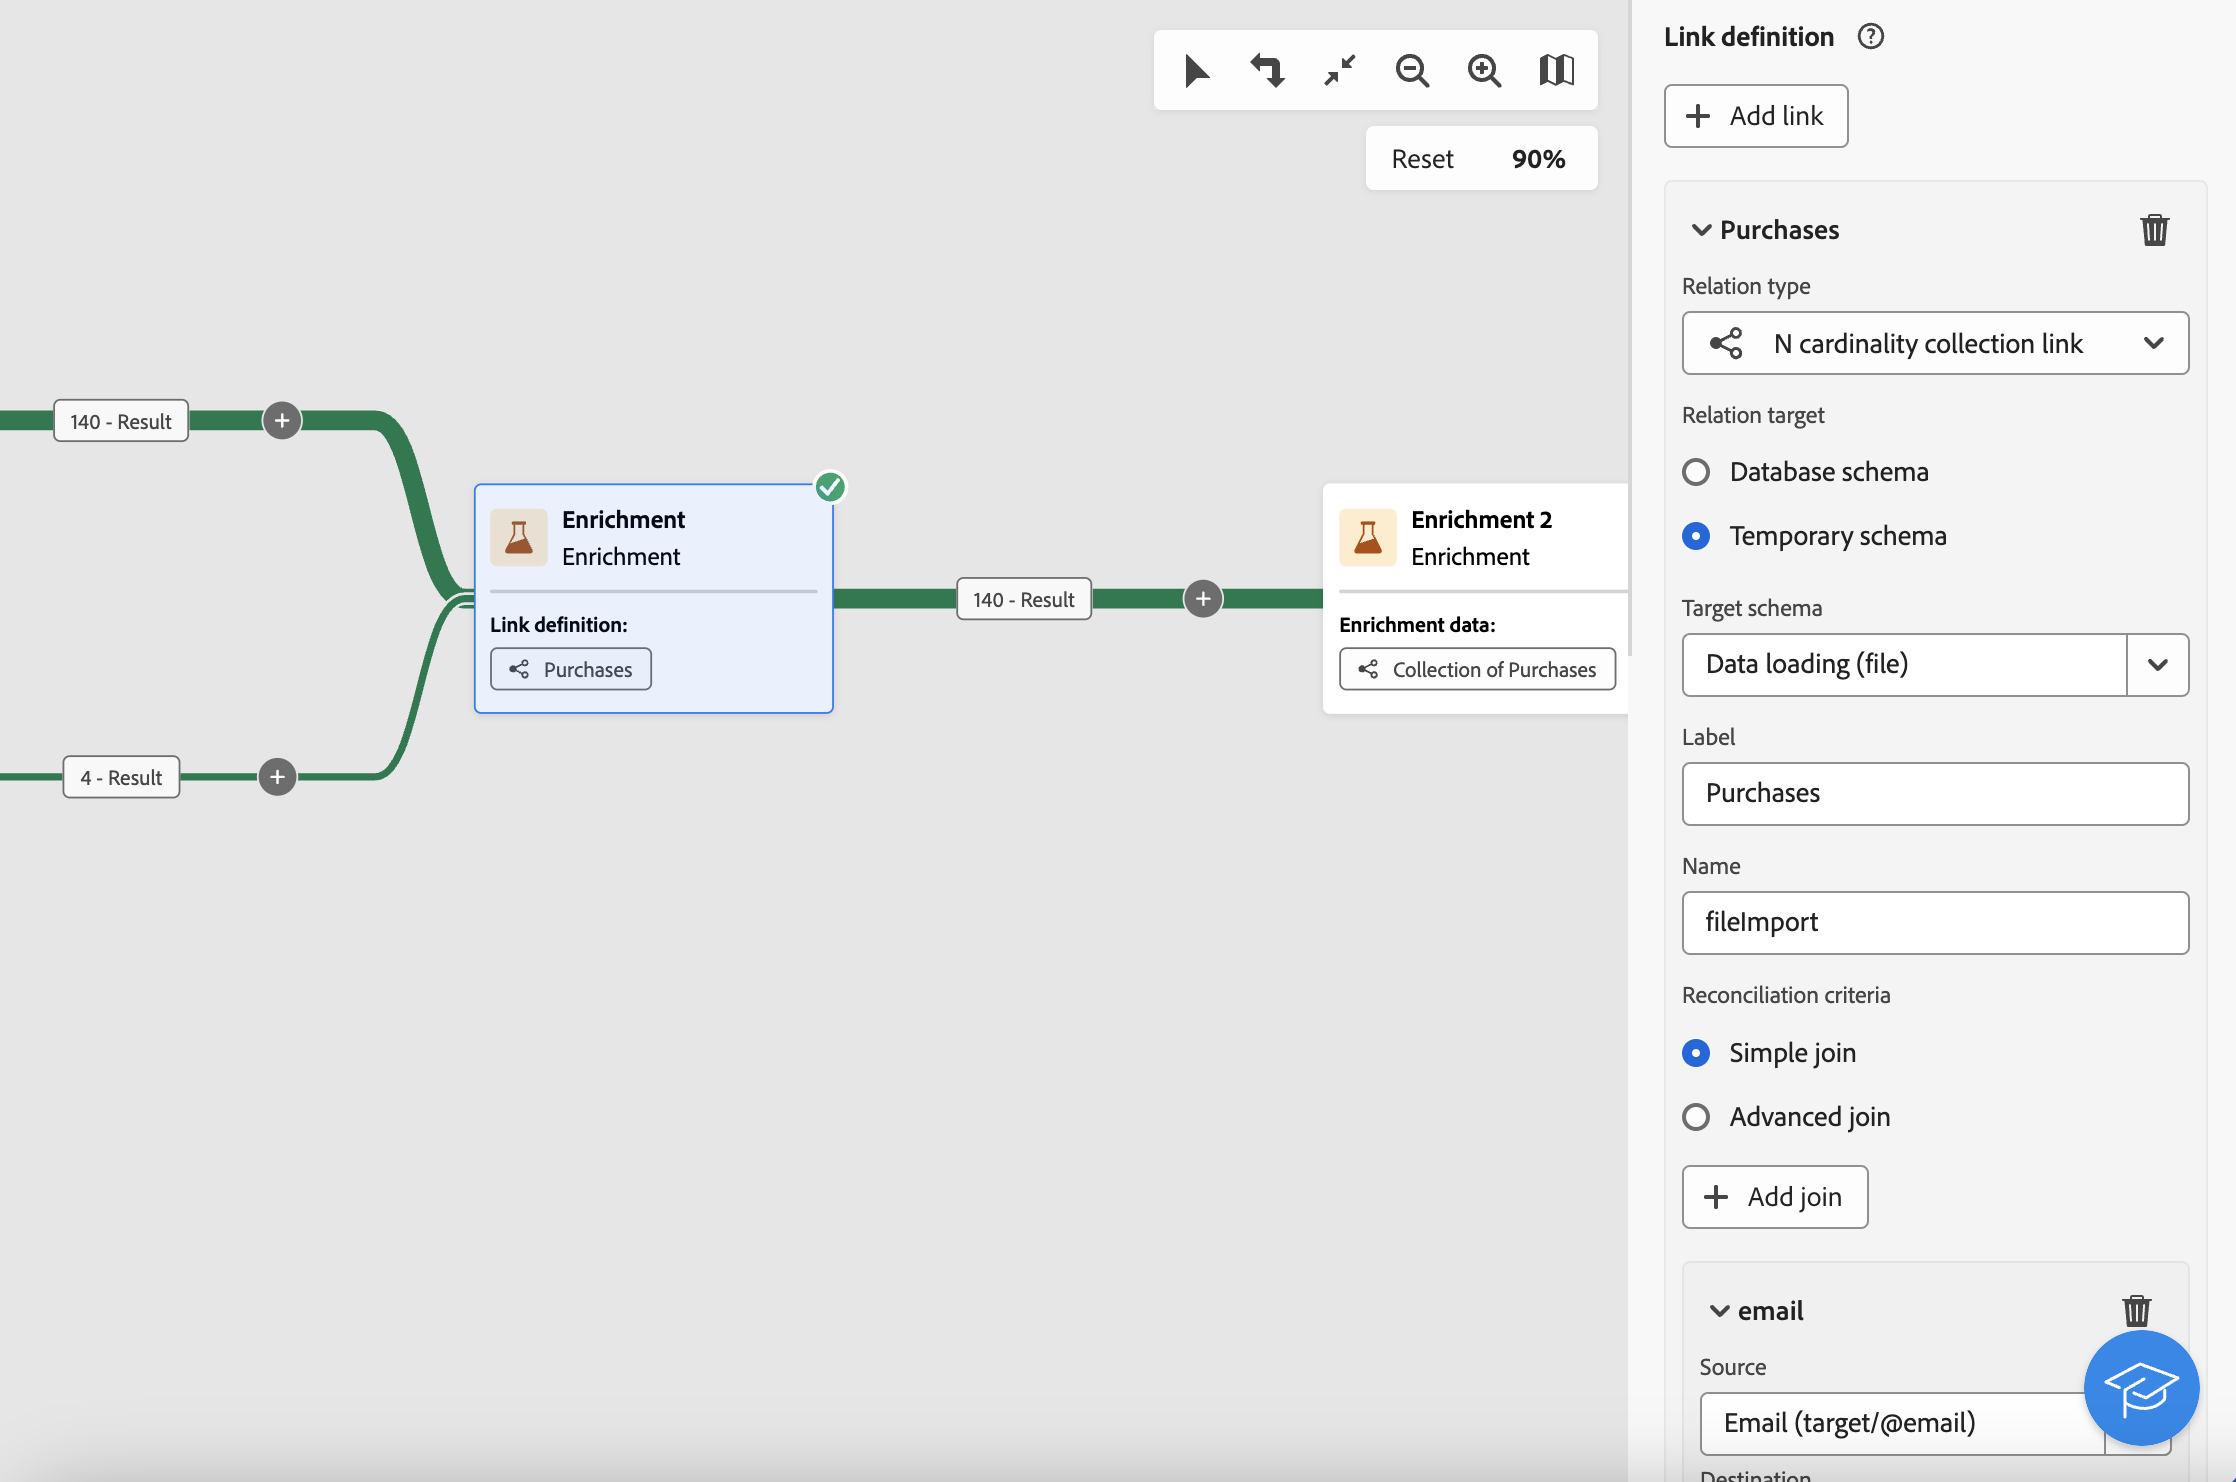 Reset 90%
140 - Result
4 - Result
Enrichment
Enrichment
Link definition:
Purchases
140 - Result
Enrichment 2
Enrichment
Enrichment data:
Collection of Purchases
Link definition
Add link
Purchases
Relation type
N cardinality collection link
Relation target
Database schema
Temporary schema
Target schema
Data loading (file)
Label
Purchases
Name
fileImport
Reconciliation criteria
Simple join
Advanced join
Add join
email
Source
Email (target/@email)
Destination